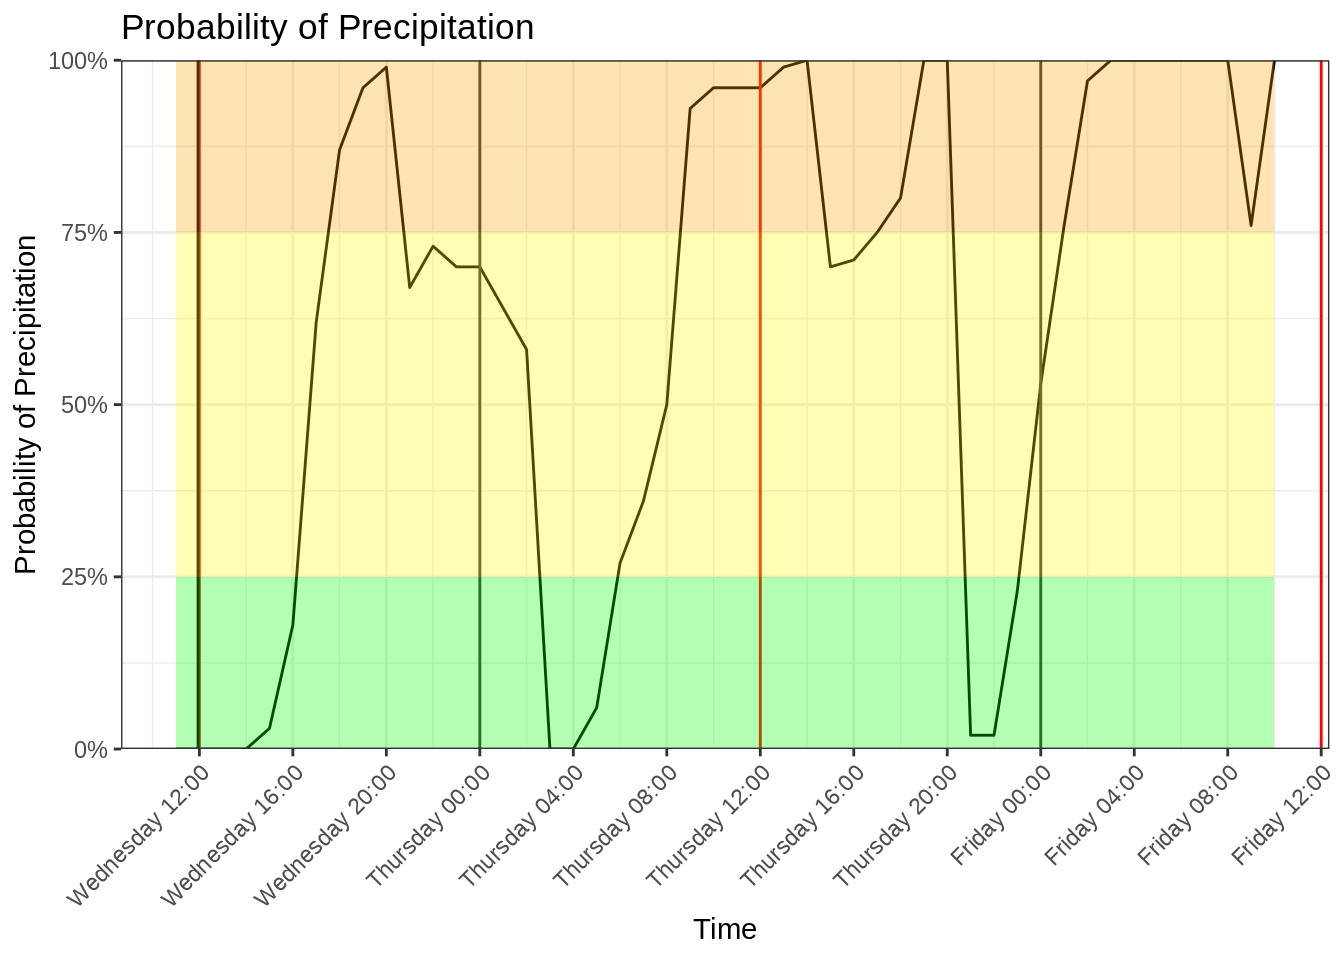 Probability of Precipitation
Probability of Precipitation
100%
75%
50%
25%
0%
Wednesday 12:00
Wednesday 16:00
Wednesday 20:00
Thursday 00:00
Thursday 04:00
Thursday 08:00
Thursday 12:00
Thursday 16:00
Thursday 20:00
Friday 00:00
Friday 04:00
Friday 08:00
Friday 12:00
Time